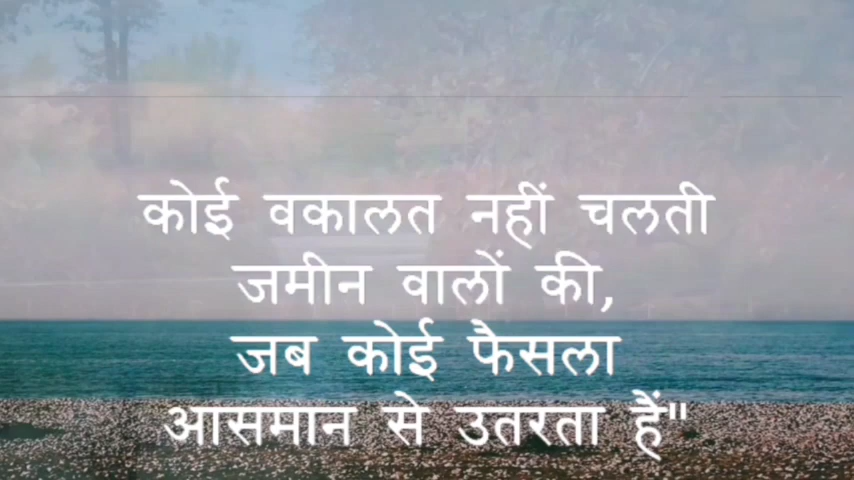 कोई वकालत नहीं चलती
जमीन वालों की,
जब कोई फैसला
आसमान से उतरता हैं"